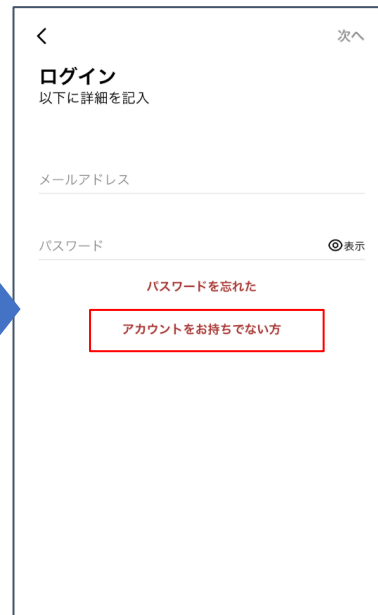 次へ
ログイン
以下に詳細を記入
メールアドレス
パスワード
表示
パスワードを忘れた
アカウントをお持ちでない方